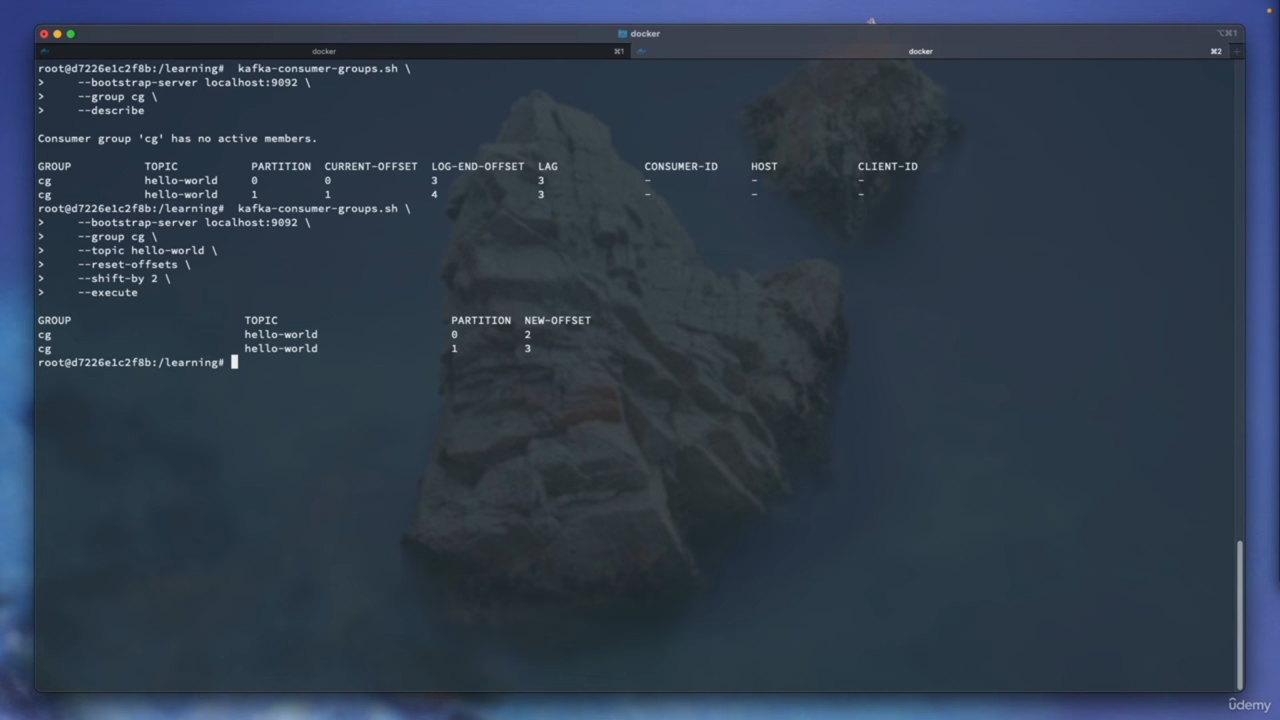 docker
⌥⌘1
docker ⌘1 docker ⌘2 +
root@d7226e1c2f8b:/learning# kafka-consumer-groups.sh \
> --bootstrap-server localhost:9092 \
> --group cg \
> --describe
Consumer group 'cg' has no active members.
GROUP TOPIC PARTITION CURRENT-OFFSET LOG-END-OFFSET LAG CONSUMER-ID HOST CLIENT-ID
cg hello-world 0 0 3 3 - - -
cg hello-world 1 1 4 3 - - -
root@d7226e1c2f8b:/learning# kafka-consumer-groups.sh \
> --bootstrap-server localhost:9092 \
> --group cg \
> --topic hello-world \
> --reset-offsets \
> --shift-by 2 \
> --execute
GROUP TOPIC PARTITION NEW-OFFSET
cg hello-world 0 2
cg hello-world 1 3
root@d7226e1c2f8b:/learning#
ûdemy